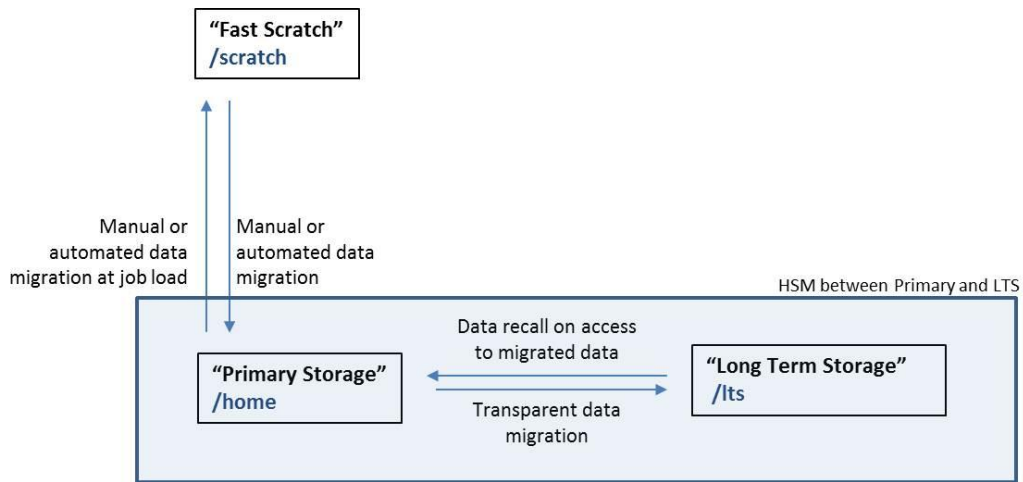 “Fast Scratch”
/scratch
Manual or
automated data
migration at job load
Manual or
automated data
migration
HSM between Primary and LTS
Data recall on access
to migrated data
“Primary Storage”
/home
“Long Term Storage”
/lts
Transparent data
migration